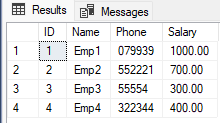 Results Messages
ID Name Phone Salary
1 1 Emp1 079939 1000.00
2 2 Emp2 552221 700.00
3 3 Emp3 55554 300.00
4 4 Emp4 322344 400.00